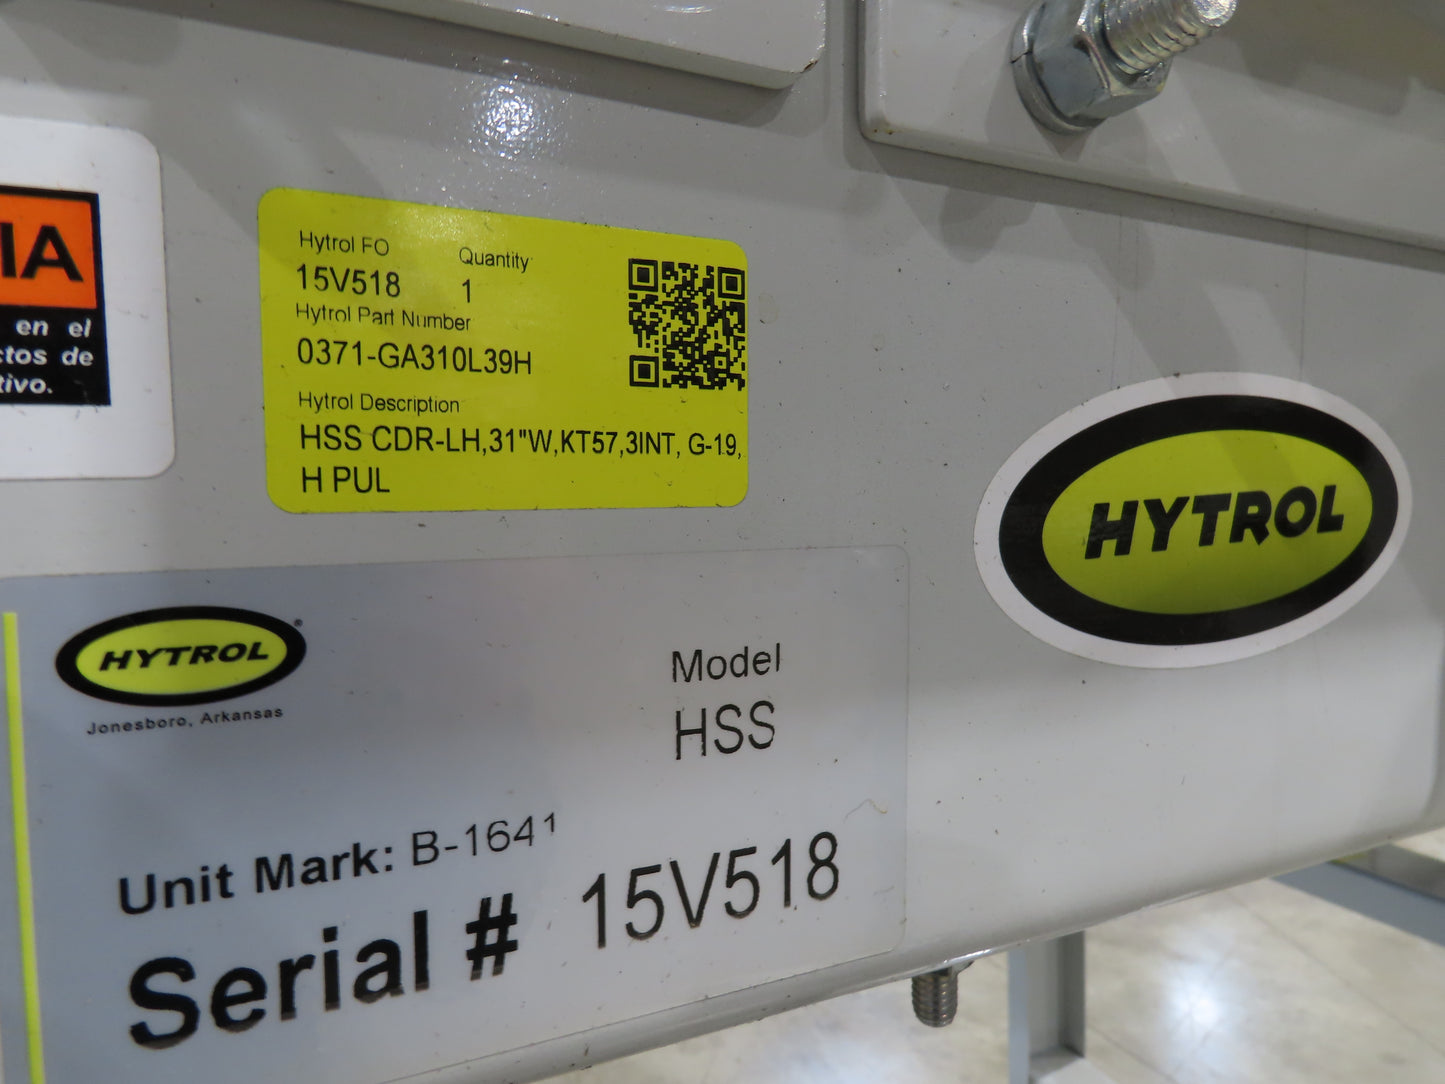 IA
en el
ctos de
tivo.
Hytrol FO
Quantity
15V518
1
Hytrol Part Number
0371-GA310L39H
Hytrol Description
HSS CDR-LH,31"W,KT57,3INT, G-19,
H PUL
HYTROL
HYTROL®
Jonesboro, Arkansas
Model
HSS
Unit Mark: B-1641
Serial # 15V518